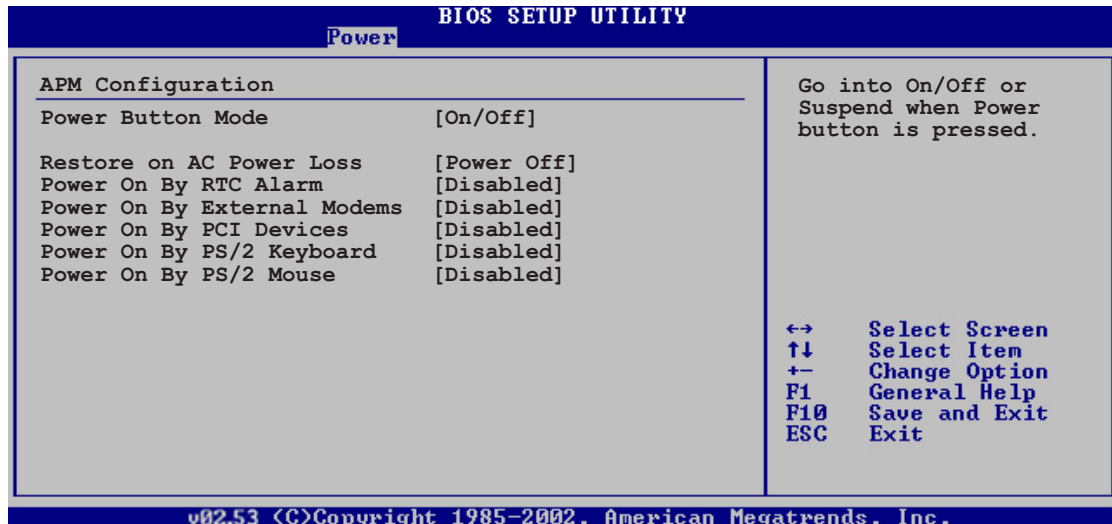 BIOS SETUP UTILITY
Power
APM Configuration
Power Button Mode [On/Off]
Restore on AC Power Loss [Power Off]
Power On By RTC Alarm [Disabled]
Power On By External Modems [Disabled]
Power On By PCI Devices [Disabled]
Power On By PS/2 Keyboard [Disabled]
Power On By PS/2 Mouse [Disabled]
Go into On/Off or
Suspend when Power
button is pressed.
←→ Select Screen
↑↓ Select Item
+- Change Option
F1 General Help
F10 Save and Exit
ESC Exit
v02.53 (C)Copyright 1985-2002, American Megatrends, Inc.